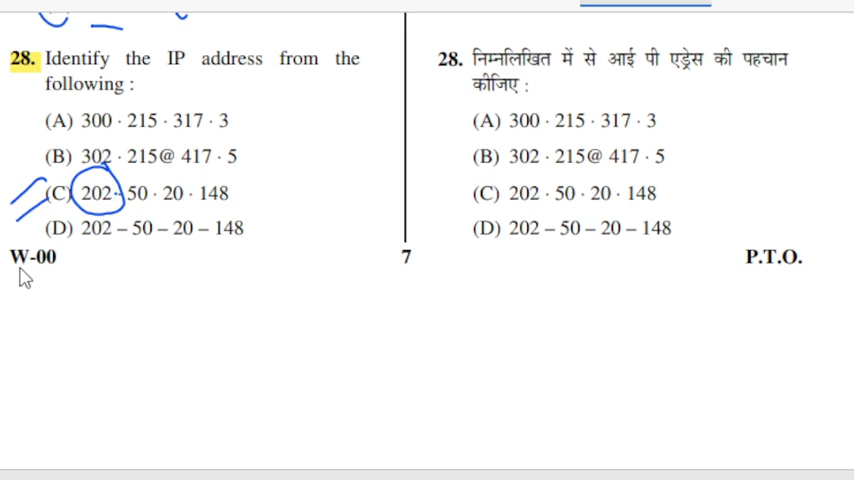 28. Identify the IP address from the
following :
(A) 300 · 215 · 317 · 3
(B) 302 · 215@ 417 · 5
(C) 202 · 50 · 20 · 148
(D) 202 – 50 – 20 – 148
W-00
28. निम्नलिखित में से आई पी एड्रेस की पहचान
कीजिए :
(A) 300 · 215 · 317 · 3
(B) 302 · 215@ 417 · 5
(C) 202 · 50 · 20 · 148
(D) 202 – 50 – 20 – 148
7
P.T.O.